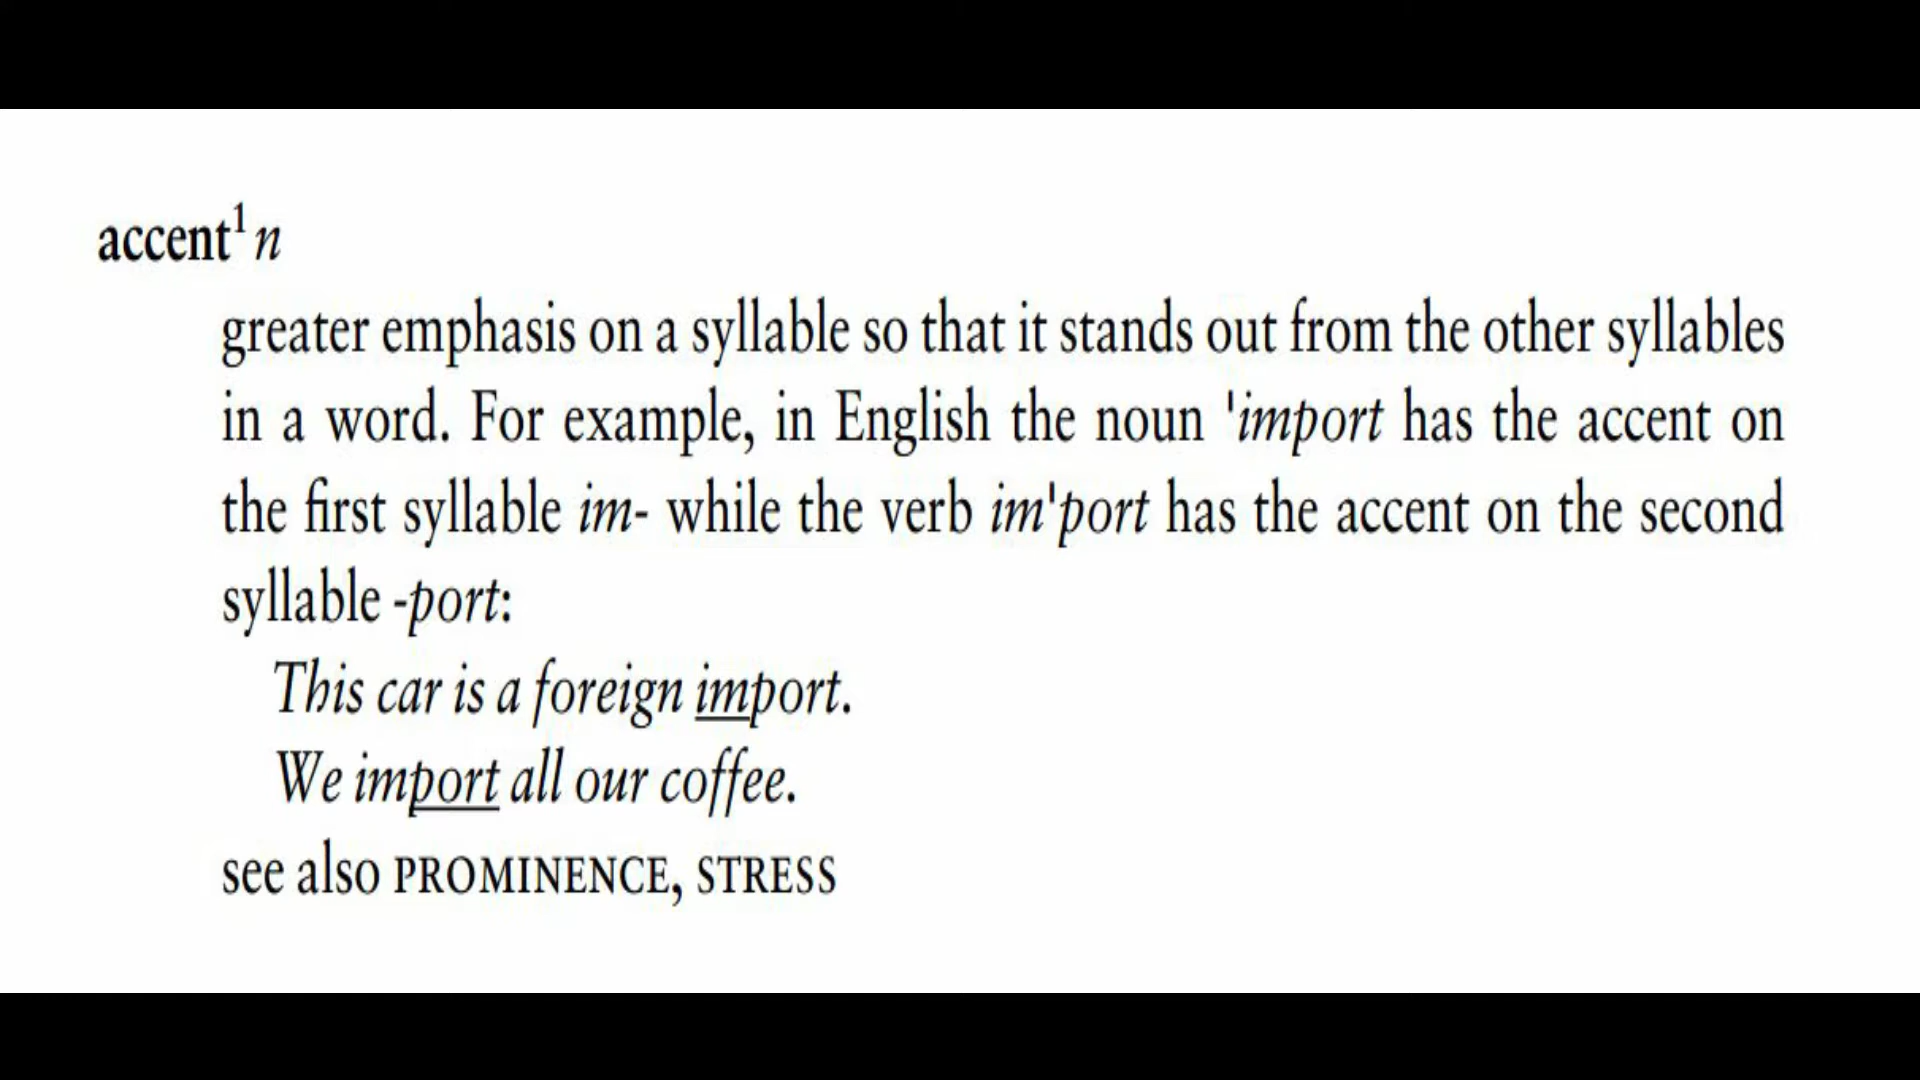 accent¹ n
greater emphasis on a syllable so that it stands out from the other syllables
in a word. For example, in English the noun 'import has the accent on
the first syllable im- while the verb im'port has the accent on the second
syllable -port:
This car is a foreign import.
We import all our coffee.
see also PROMINENCE, STRESS